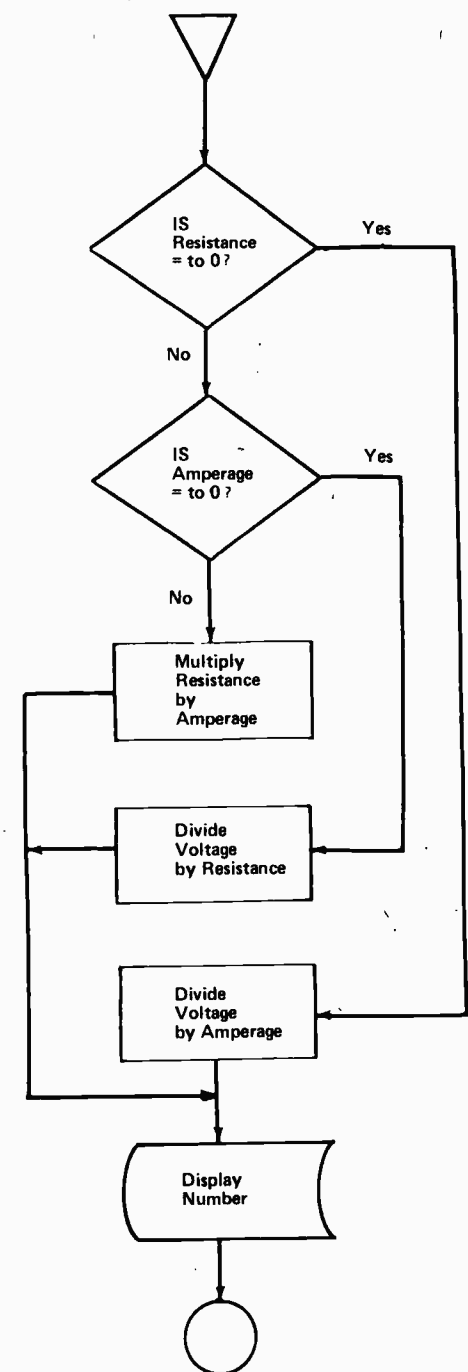 IS
Resistance
= to 0?
Yes
No
IS
Amperage
= to 0?
Yes
No
Multiply
Resistance
by
Amperage
Divide
Voltage
by Resistance
Divide
Voltage
by Amperage
Display
Number